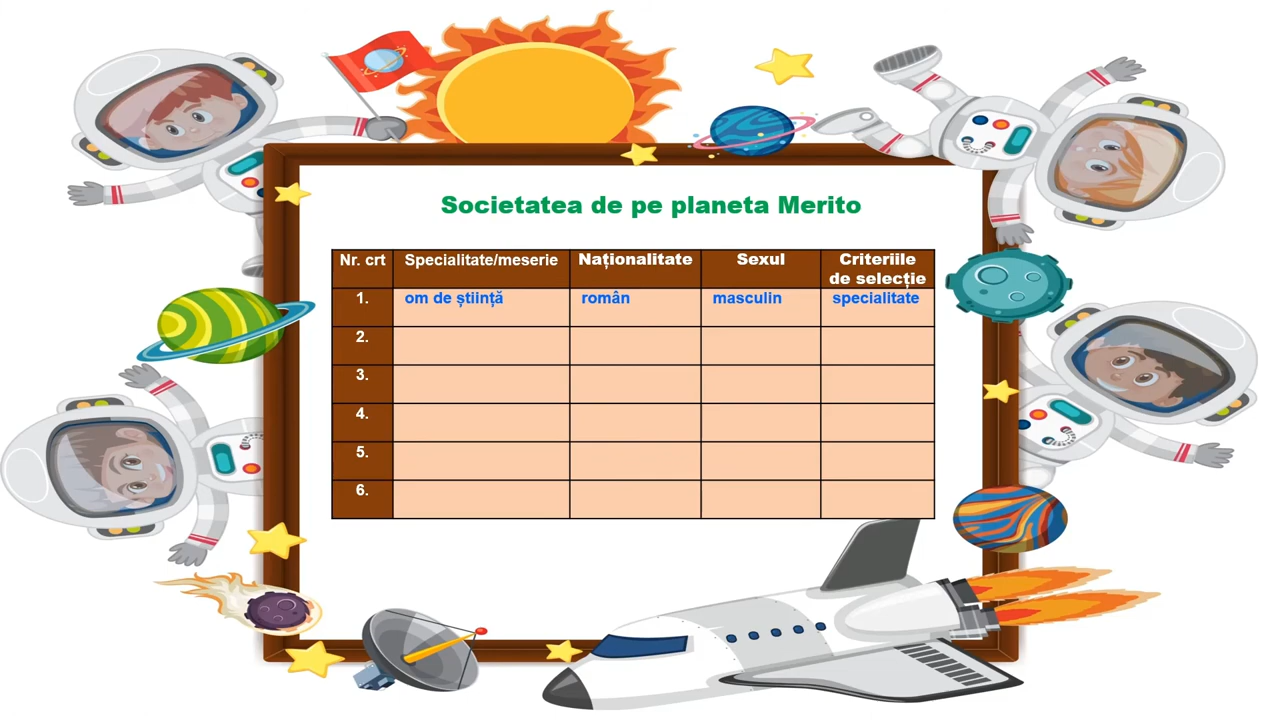 Societatea de pe planeta Merito
Nr. crt Specialitate/meserie Naționalitate Sexul Criteriile de selecție
1. om de știință român masculin specialitate
2.
3.
4.
5.
6.